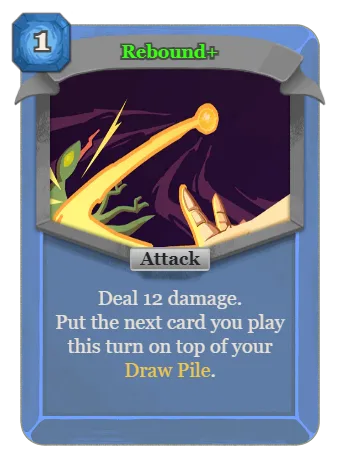 1
Rebound+
Attack
Deal 12 damage.
Put the next card you play
this turn on top of your
Draw Pile.